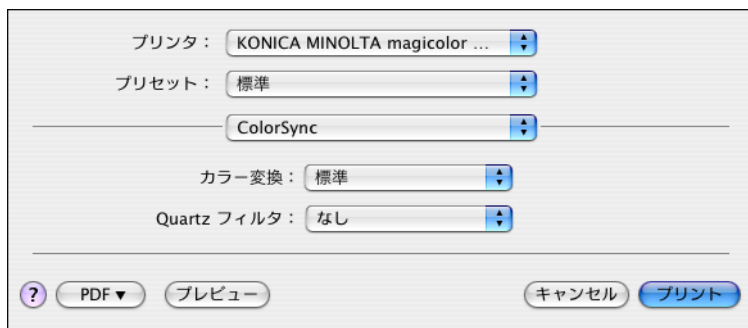 プリンタ： KONICA MINOLTA magicolor ...
プリセット： 標準
ColorSync
カラー変換： 標準
Quartz フィルタ： なし
? PDF▼ プレビュー キャンセル プリント